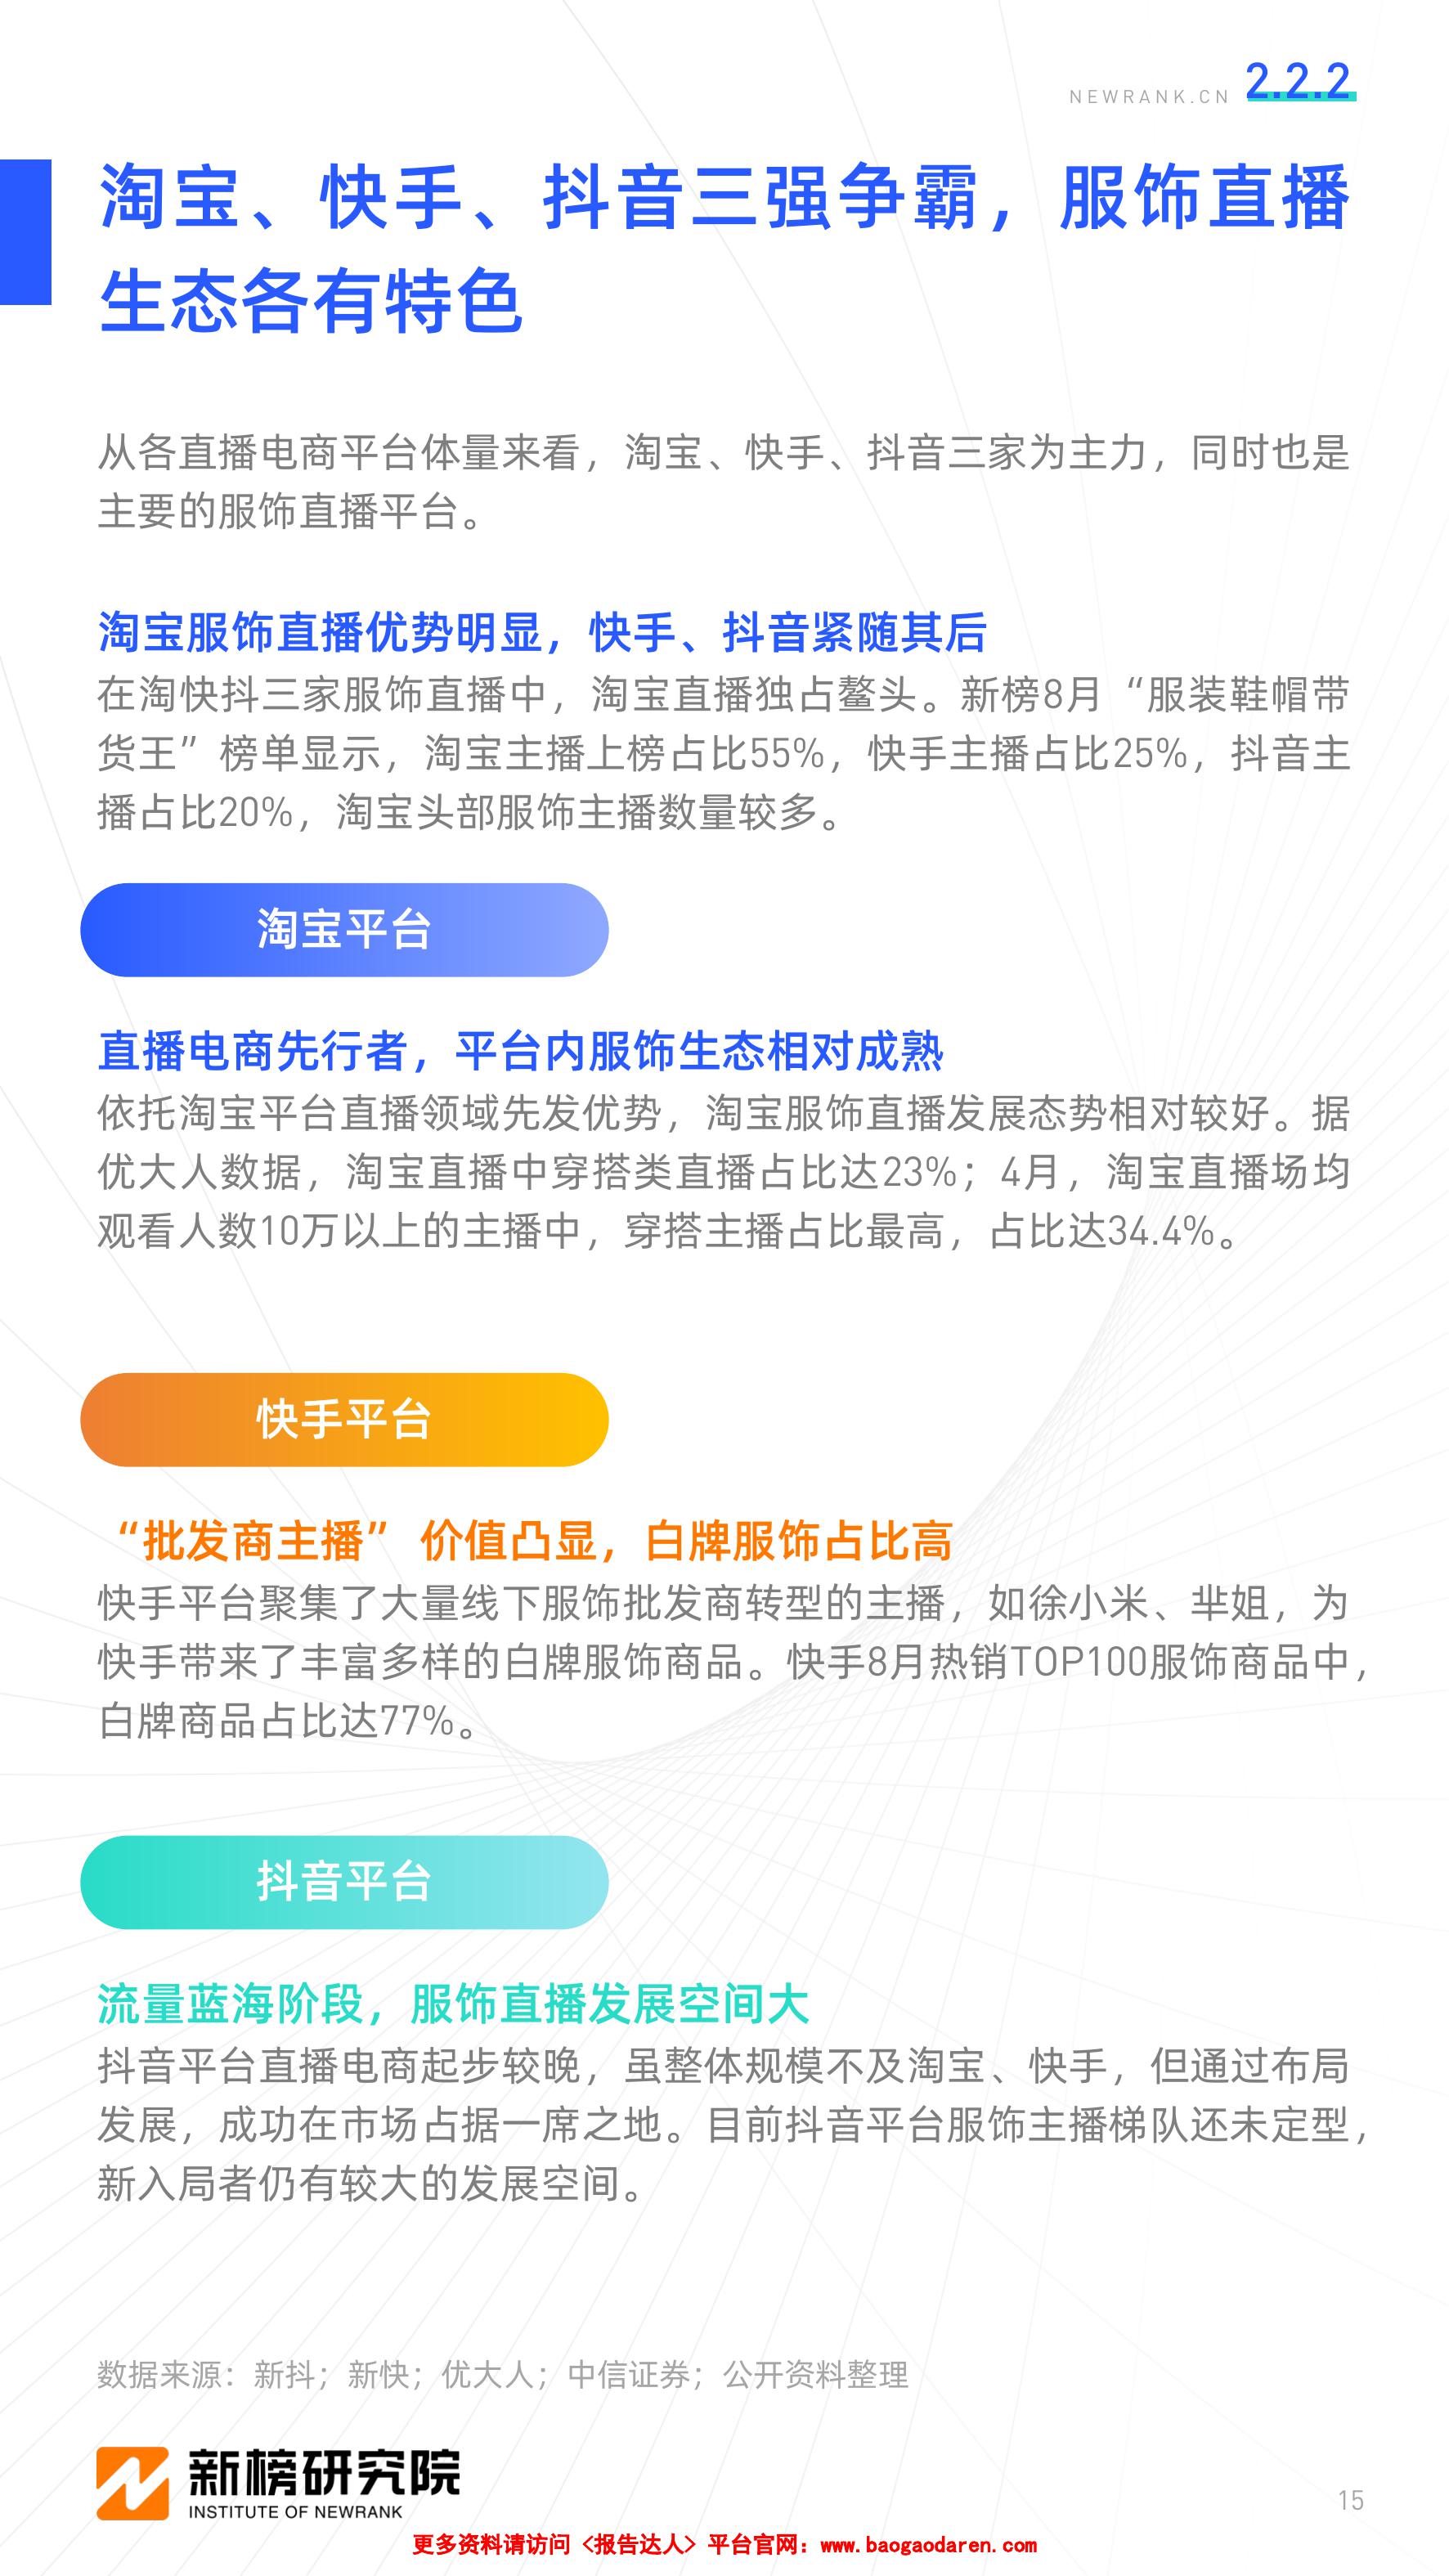 NEWRANK.CN 2.2.2
淘宝、快手、抖音三强争霸，服饰直播
生态各有特色
从各直播电商平台体量来看，淘宝、快手、抖音三家为主力，同时也是
主要的服饰直播平台。
淘宝服饰直播优势明显，快手、抖音紧随其后
在淘快抖三家服饰直播中，淘宝直播独占鳌头。新榜8月“服装鞋帽带
货王”榜单显示，淘宝主播上榜占比55%，快手主播占比25%，抖音主
播占比20%，淘宝头部服饰主播数量较多。
淘宝平台
直播电商先行者，平台内服饰生态相对成熟
依托淘宝平台直播领域先发优势，淘宝服饰直播发展态势相对较好。据
优大人数据，淘宝直播中穿搭类直播占比达23%；4月，淘宝直播场均
观看人数10万以上的主播中，穿搭主播占比最高，占比达34.4%。
快手平台
“批发商主播” 价值凸显，白牌服饰占比高
快手平台聚集了大量线下服饰批发商转型的主播，如徐小米、芈姐，为
快手带来了丰富多样的白牌服饰商品。快手8月热销TOP100服饰商品中，
白牌商品占比达77%。
抖音平台
流量蓝海阶段，服饰直播发展空间大
抖音平台直播电商起步较晚，虽整体规模不及淘宝、快手，但通过布局
发展，成功在市场占据一席之地。目前抖音平台服饰主播梯队还未定型，
新入局者仍有较大的发展空间。
数据来源：新抖；新快；优大人；中信证券；公开资料整理
新榜研究院
INSTITUTE OF NEWRANK
15
更多资料请访问《报告达人》平台官网：www.baogaodaren.com